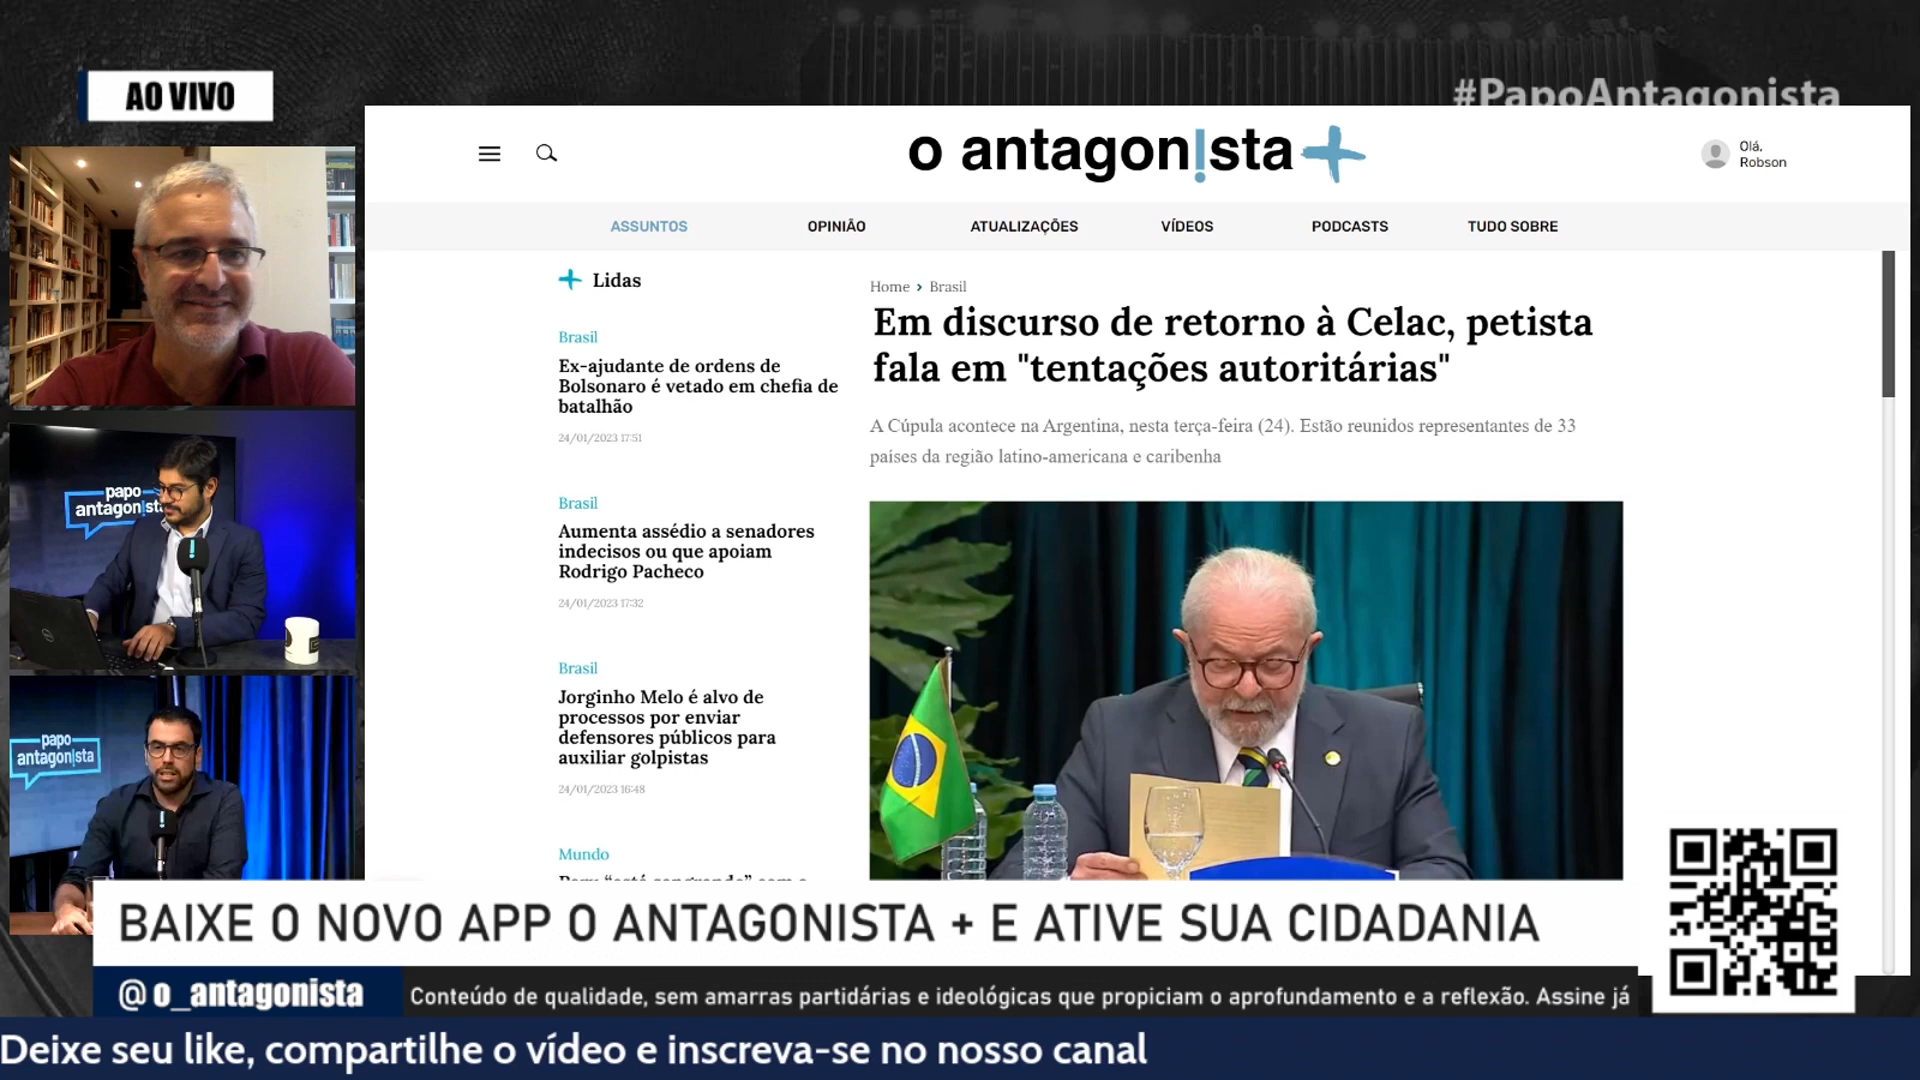 AO VIVO
#PapoAntagonista
o antagon!sta+
Olá,
Robson
ASSUNTOS OPINIÃO ATUALIZAÇÕES VÍDEOS PODCASTS TUDO SOBRE
Lidas
Brasil
Ex-ajudante de ordens de
Bolsonaro é vetado em chefia de
batalhão
24/01/2023 17:51
Brasil
Aumenta assédio a senadores
indecisos ou que apoiam
Rodrigo Pacheco
24/01/2023 17:32
Brasil
Jorginho Melo é alvo de
processos por enviar
defensores públicos para
auxiliar golpistas
24/01/2023 16:48
Mundo
Home › Brasil
Em discurso de retorno à Celac, petista
fala em "tentações autoritárias"
A Cúpula acontece na Argentina, nesta terça-feira (24). Estão reunidos representantes de 33
países da região latino-americana e caribenha
papo
antagon!sta
papo
antagon!sta
BAIXE O NOVO APP O ANTAGONISTA + E ATIVE SUA CIDADANIA
@o_antagonista
Conteúdo de qualidade, sem amarras partidárias e ideológicas que propiciam o aprofundamento e a reflexão. Assine já
Deixe seu like, compartilhe o vídeo e inscreva-se no nosso canal